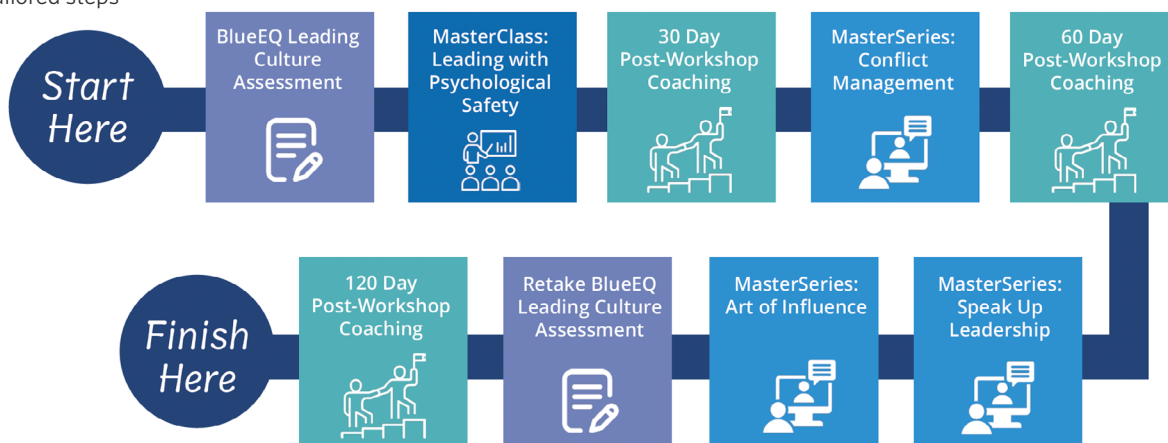 steps
Start
Here
BlueEQ Leading
Culture
Assessment
MasterClass:
Leading with
Psychological
Safety
30 Day
Post-Workshop
Coaching
MasterSeries:
Conflict
Management
60 Day
Post-Workshop
Coaching
MasterSeries:
Speak Up
Leadership
MasterSeries:
Art of Influence
Retake BlueEQ
Leading Culture
Assessment
120 Day
Post-Workshop
Coaching
Finish
Here